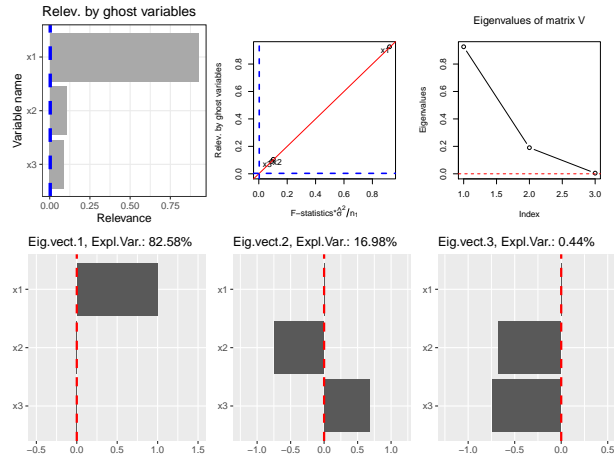 Relev. by ghost variables
Variable name
x1
x2
x3
0.00 0.25 0.50 0.75
Relevance
Relev. by ghost variables
0.0 0.2 0.4 0.6 0.8
x1
x2
0.0 0.2 0.4 0.6 0.8
F−statistics*σ̂²/n₁
Eigenvalues of matrix V
Eigenvalues
0.0 0.2 0.4 0.6 0.8
1.0 1.5 2.0 2.5 3.0
Index
Eig.vect.1, Expl.Var.: 82.58%
x1
x2
x3
−0.5 0.0 0.5 1.0 1.5
Eig.vect.2, Expl.Var.: 16.98%
x1
x2
x3
−1.0 −0.5 0.0 0.5 1.0
Eig.vect.3, Expl.Var.: 0.44%
x1
x2
x3
−1.0 −0.5 0.0 0.5